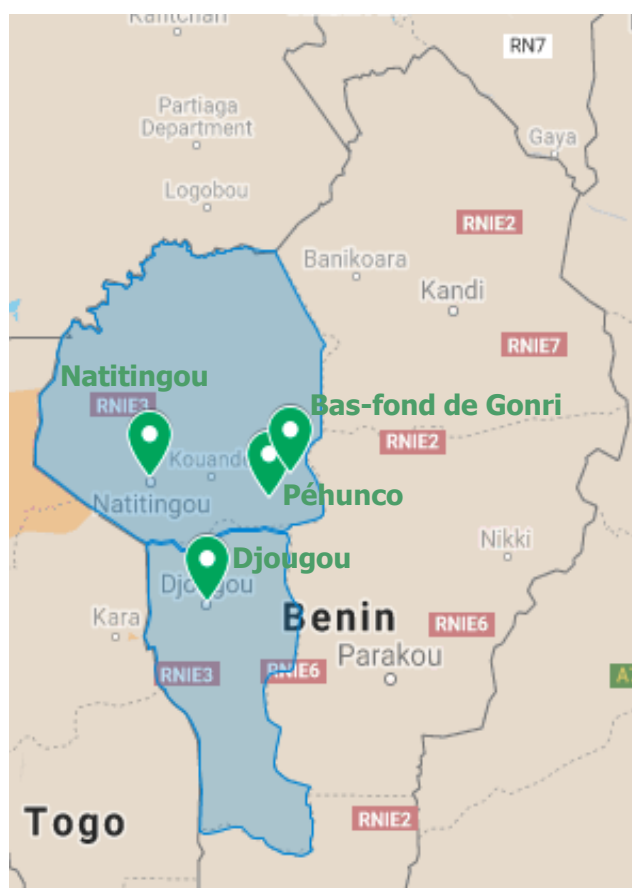 Kantchari
RN7
Partiaga
Department
Gaya
Logobou
RNIE2
Banikoara
Kandi
RNIE7
Natitingou
RNIE3
Bas-fond de Gonri
RNIE2
Natitingou
Péhunco
Nikki
Djougou
Djougou
Kara
Benin
RNIE6
Parakou
RNIE3
RNIE6
Togo
RNIE2